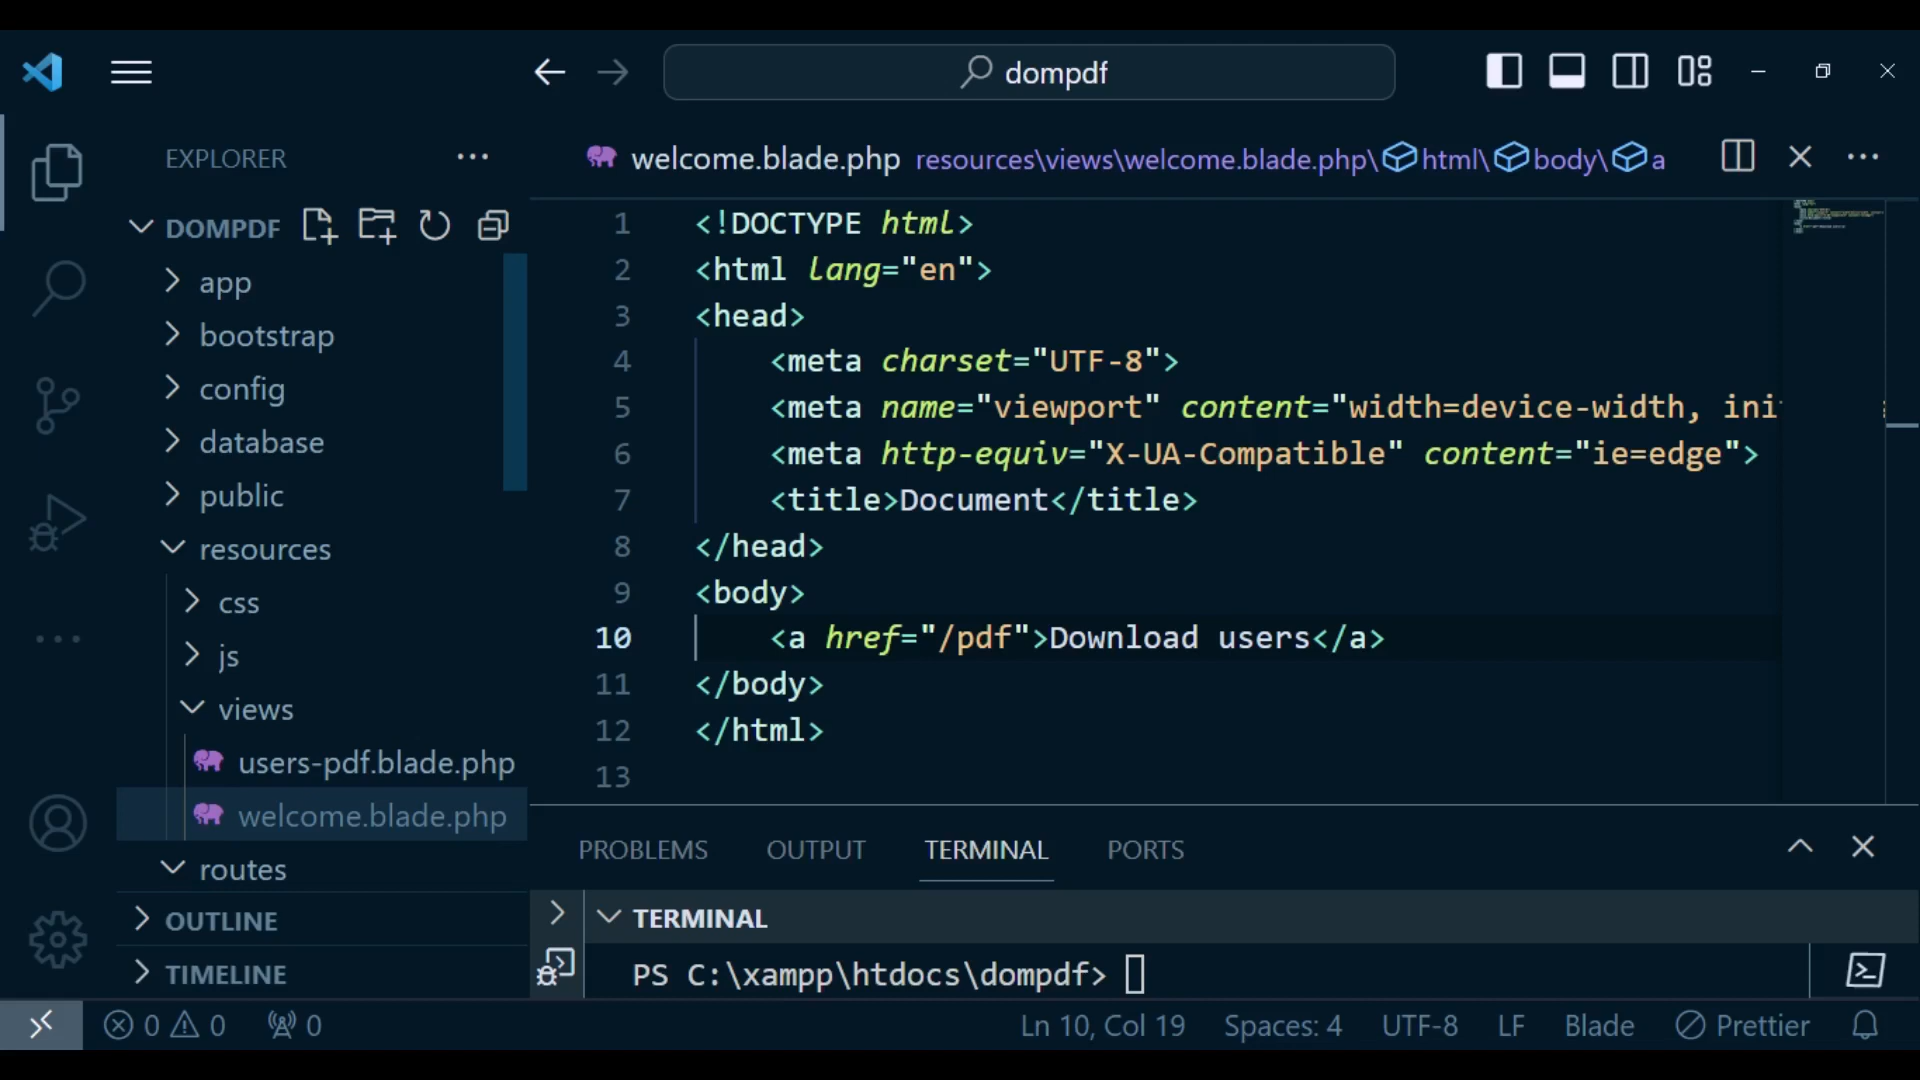 dompdf
EXPLORER
DOMPDF
app
bootstrap
config
database
public
resources
css
js
views
users-pdf.blade.php
welcome.blade.php
routes
OUTLINE
TIMELINE
welcome.blade.php resources\views\welcome.blade.php\html\body\a
1 <!DOCTYPE html>
2 <html lang="en">
3 <head>
4 <meta charset="UTF-8">
5 <meta name="viewport" content="width=device-width, init
6 <meta http-equiv="X-UA-Compatible" content="ie=edge">
7 <title>Document</title>
8 </head>
9 <body>
10 <a href="/pdf">Download users</a>
11 </body>
12 </html>
13
PROBLEMS OUTPUT TERMINAL PORTS
TERMINAL
PS C:\xampp\htdocs\dompdf>
0 0 0 Ln 10, Col 19 Spaces: 4 UTF-8 LF Blade Prettier